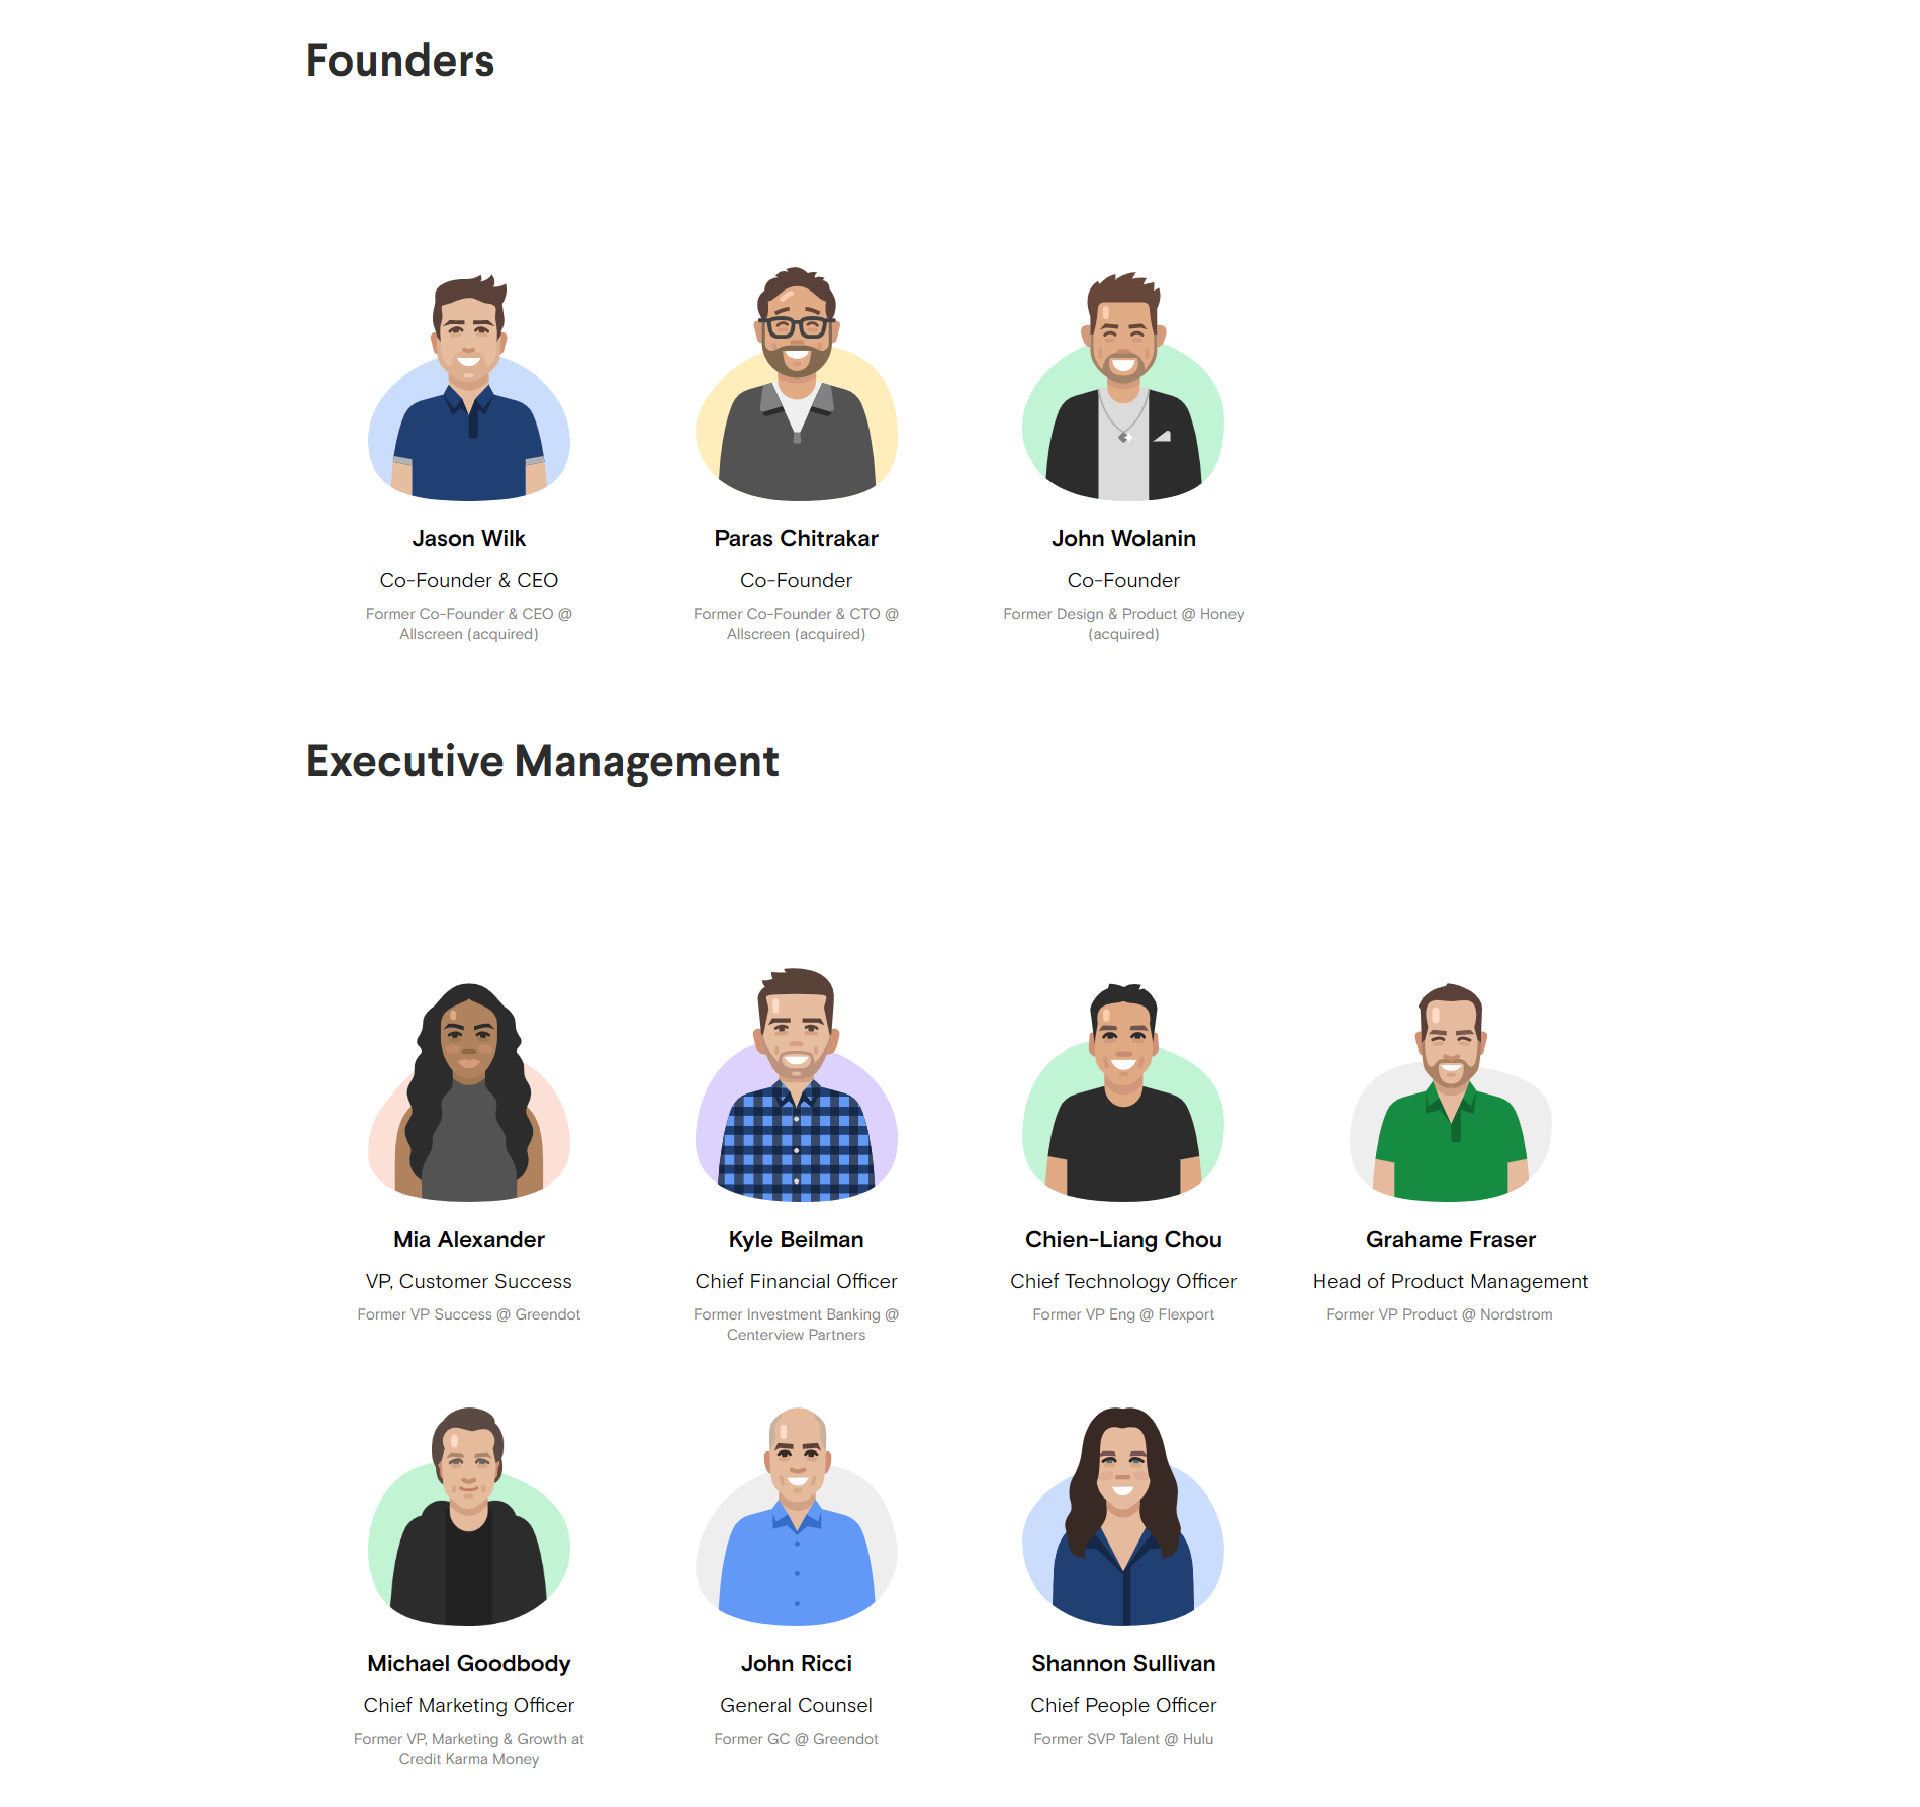 Founders
Jason Wilk
Co-Founder & CEO
Former Co-Founder & CEO @
Allscreen (acquired)
Paras Chitrakar
Co-Founder
Former Co-Founder & CTO @
Allscreen (acquired)
John Wolanin
Co-Founder
Former Design & Product @ Honey
(acquired)
Executive Management
Mia Alexander
VP, Customer Success
Former VP Success @ Greendot
Kyle Beilman
Chief Financial Officer
Former Investment Banking @
Centerview Partners
Chien-Liang Chou
Chief Technology Officer
Former VP Eng @ Flexport
Grahame Fraser
Head of Product Management
Former VP Product @ Nordstrom
Michael Goodbody
Chief Marketing Officer
Former VP, Marketing & Growth at
Credit Karma Money
John Ricci
General Counsel
Former GC @ Greendot
Shannon Sullivan
Chief People Officer
Former SVP Talent @ Hulu